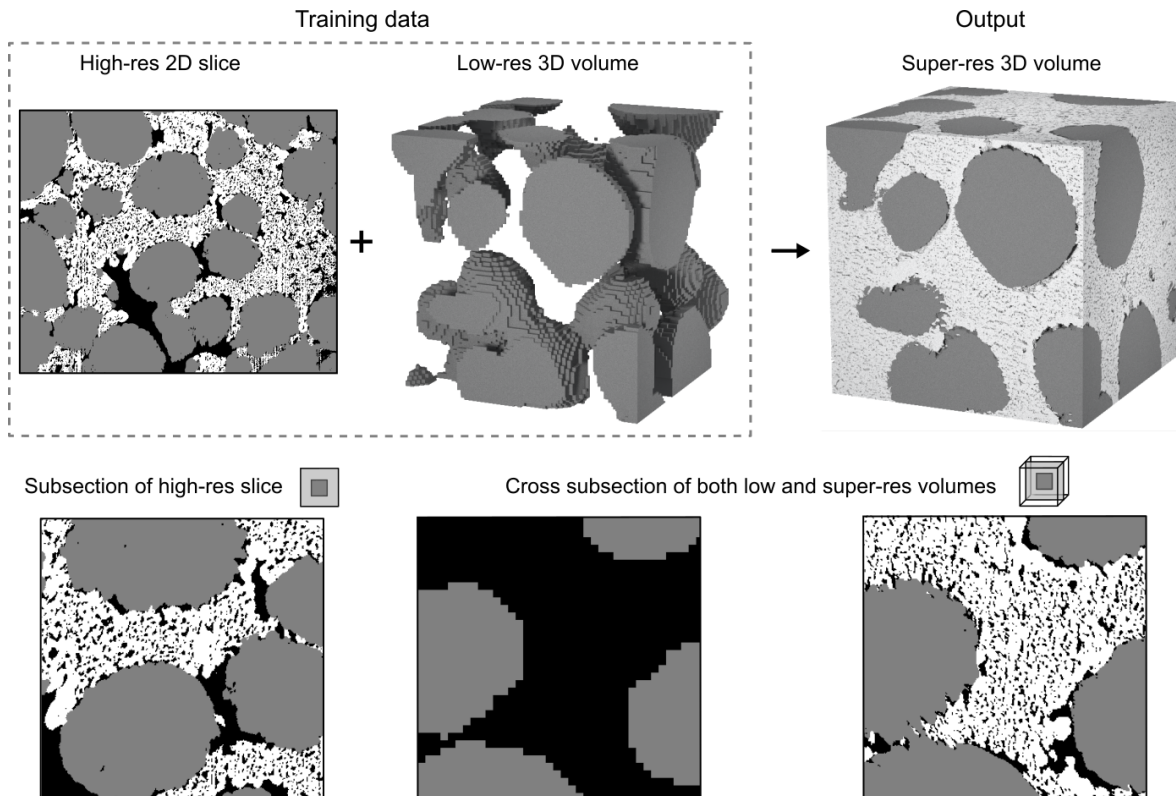 Training data
Output
High-res 2D slice
Low-res 3D volume
Super-res 3D volume
+
Subsection of high-res slice
Cross subsection of both low and super-res volumes